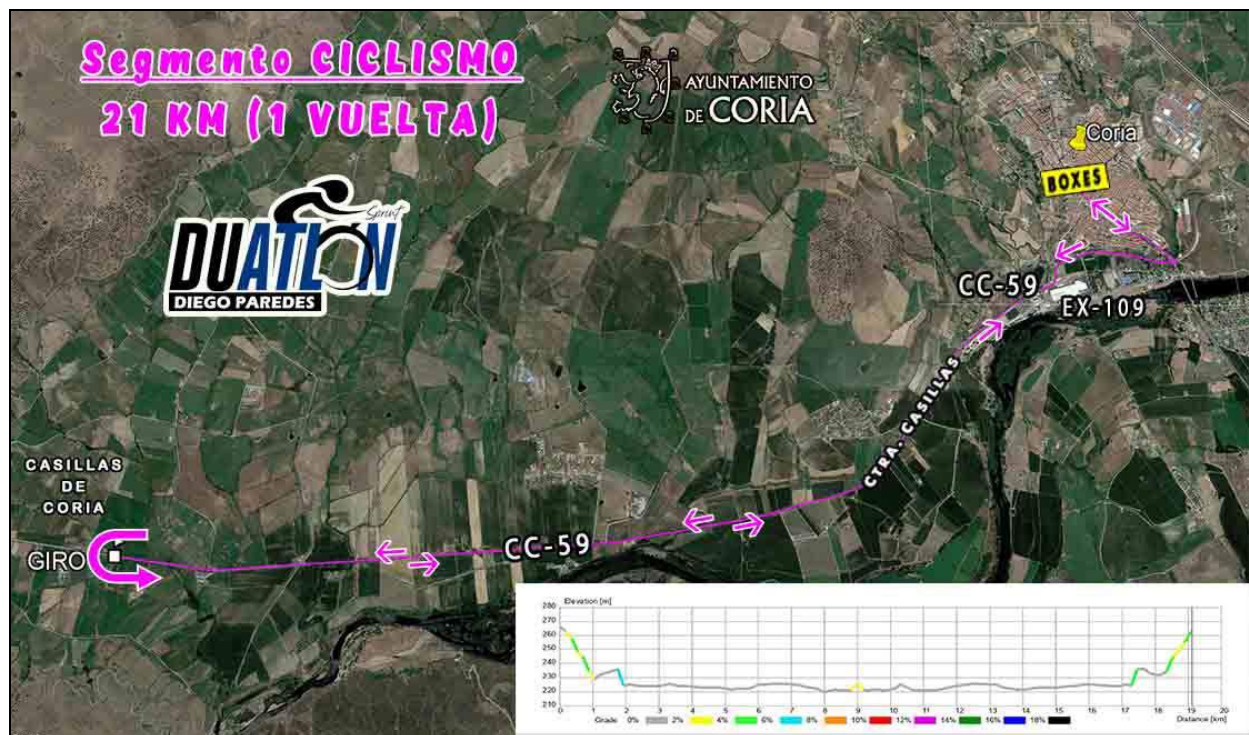 Segmento CICLISMO
21 KM (1 VUELTA)
AYUNTAMIENTO
DE CORIA
Coria
BOXES
Sprint
DUATLON
DIEGO PAREDES
CC-59
EX-109
CTRA. CASILLAS
CASILLAS
DE
CORIA
GIRO
CC-59
Elevation [m]
280
270
260
250
240
230
220
210
0 1 2 3 4 5 6 7 8 9 10 11 12 13 14 15 16 17 18 19 20
Grade 0% 2% 4% 6% 8% 10% 12% 14% 16% 18% Distance [km]